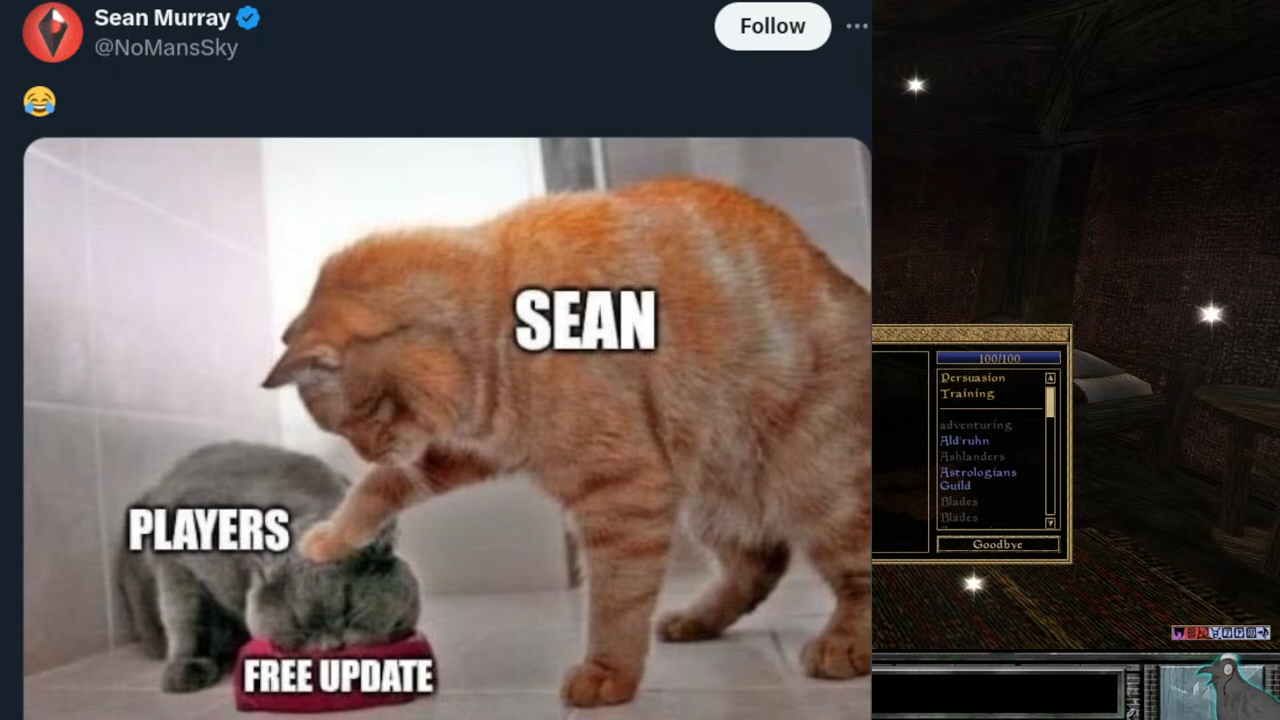 Sean Murray
@NoMansSky
Follow
😂
SEAN
PLAYERS
FREE UPDATE
100/100
Persuasion
Training
adventuring
Ald'ruhn
Ashlanders
Astrologians
Guild
Blades
Blades
Goodbye